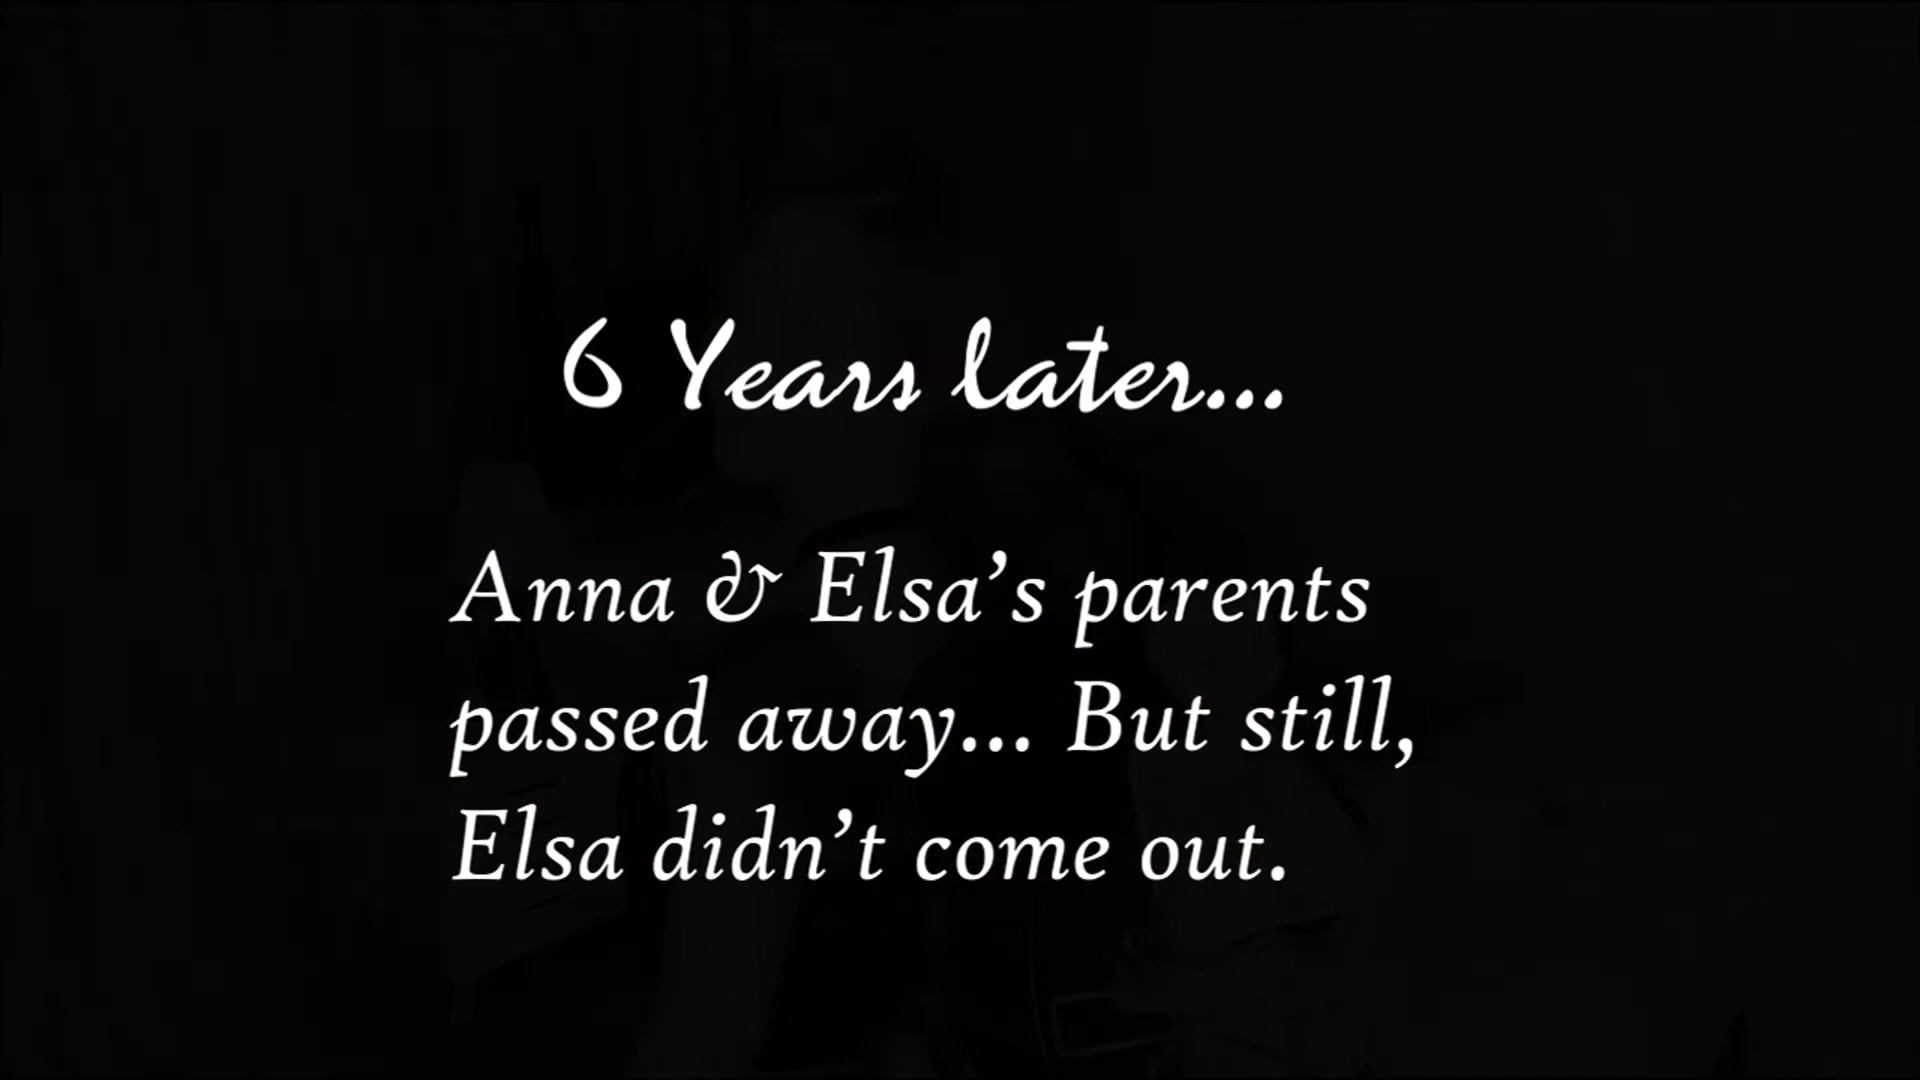 6 Years later...
Anna & Elsa’s parents
passed away... But still,
Elsa didn’t come out.